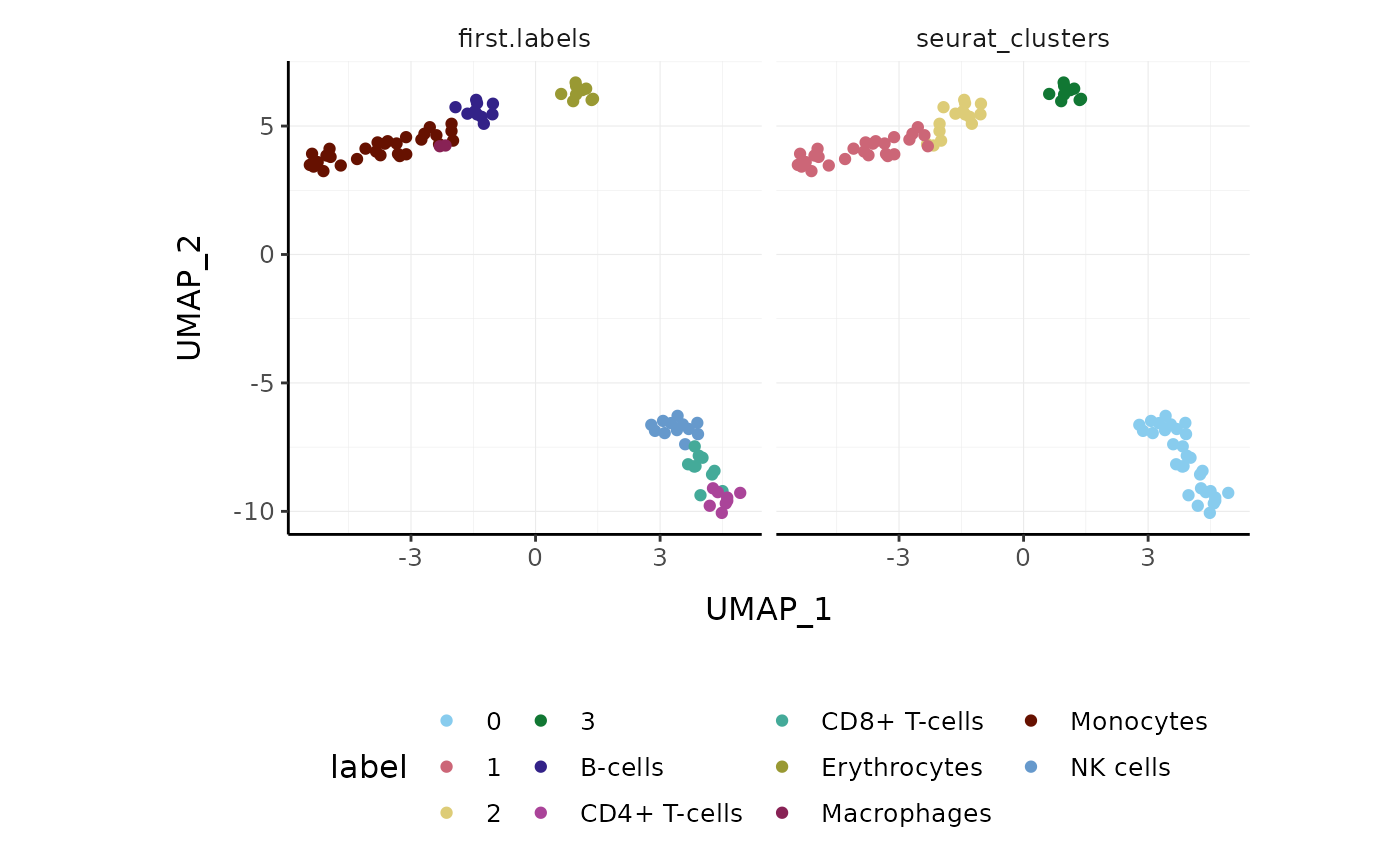 first.labels
seurat_clusters
UMAP_2
5
0
-5
-10
-3
0
3
-3
0
3
UMAP_1
label
0
3
CD8+ T-cells
Monocytes
1
B-cells
Erythrocytes
NK cells
2
CD4+ T-cells
Macrophages